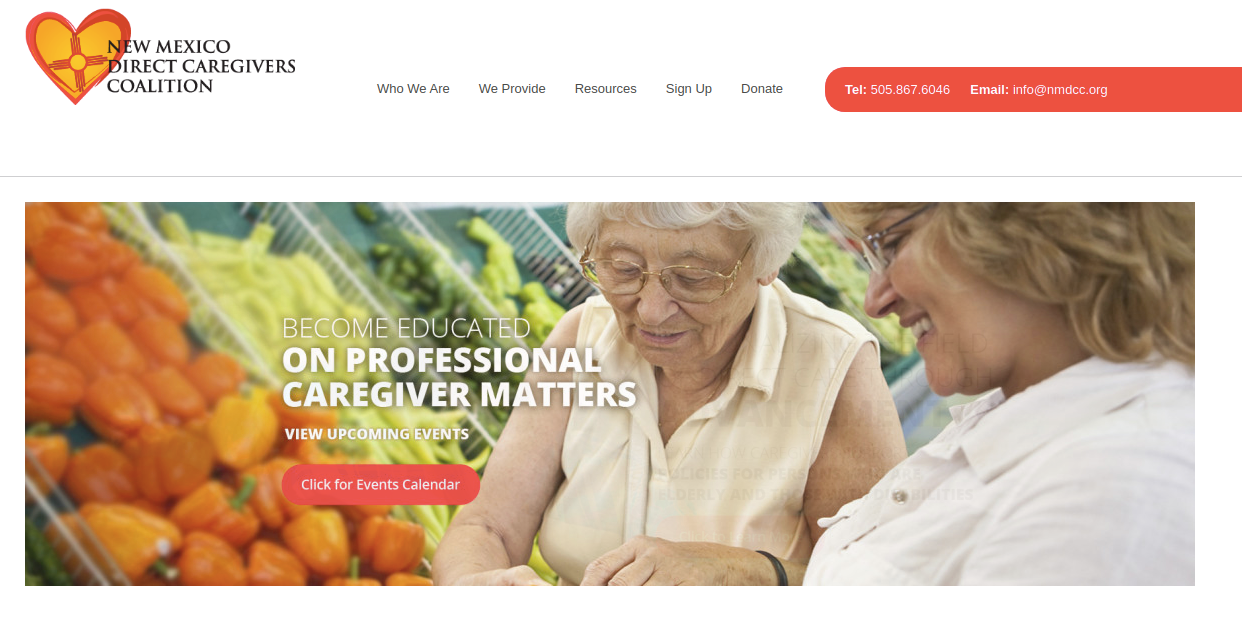 NEW MEXICO
DIRECT CAREGIVERS
COALITION
Who We Are
We Provide
Resources
Sign Up
Donate
Tel: 505.867.6046
Email: info@nmdcc.org
BECOME EDUCATED
ON PROFESSIONAL
CAREGIVER MATTERS
VIEW UPCOMING EVENTS
Click for Events Calendar
POLICIES FOR PERSONS WHO ARE
ELDERLY AND THOSE WITH DISABILITIES